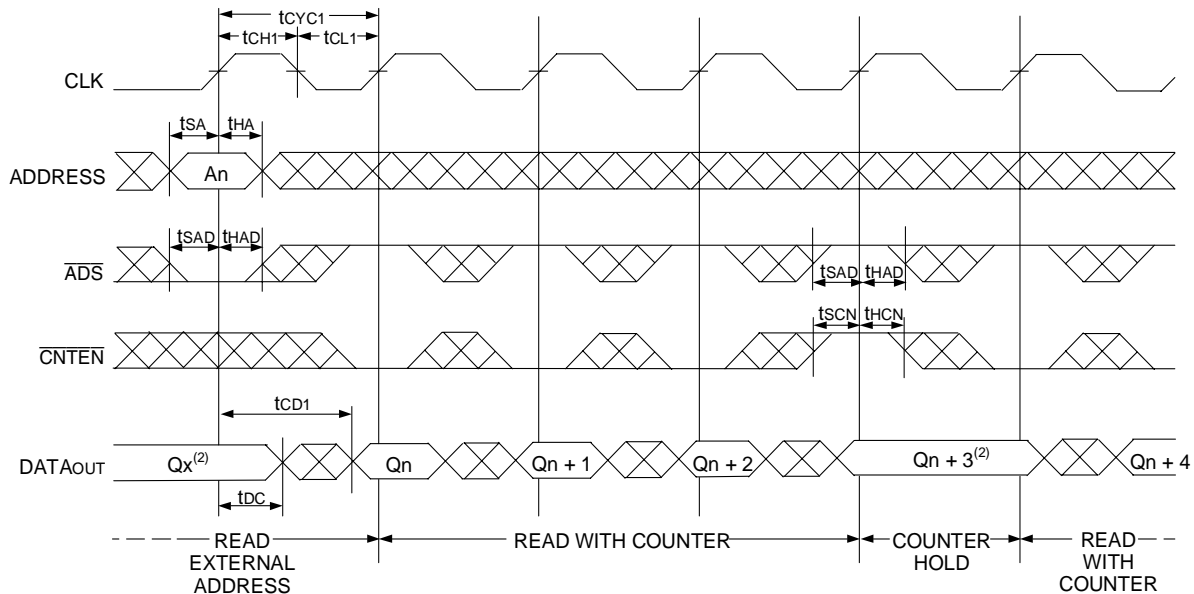 tCYC1
tCH1 tCL1
CLK
tSA tHA
ADDRESS An
tSAD tHAD
ADS
tSAD tHAD
tSCN tHCN
CNTEN
tCD1
DATAOUT Qx(2) Qn Qn + 1 Qn + 2 Qn + 3(2) Qn + 4
tDC
READ EXTERNAL ADDRESS
READ WITH COUNTER
COUNTER HOLD
READ WITH COUNTER